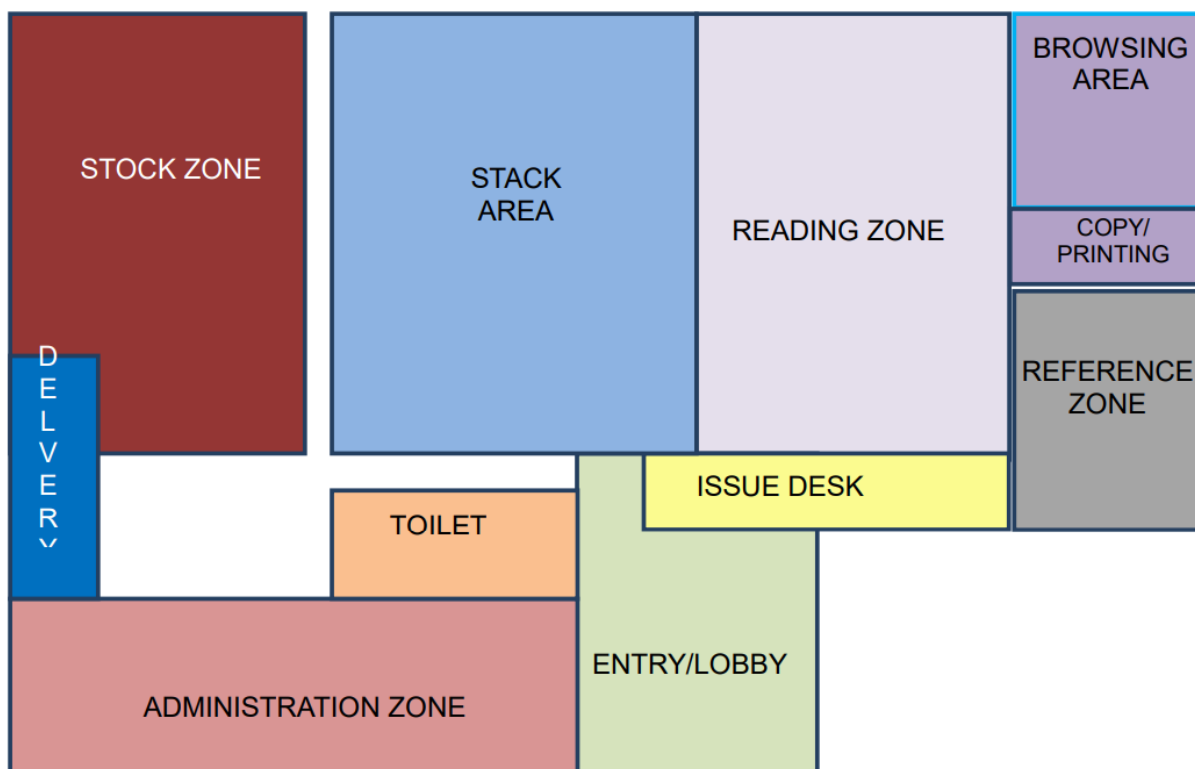 STOCK ZONE
STACK
AREA
READING ZONE
BROWSING
AREA
COPY/
PRINTING
REFERENCE
ZONE
D
E
L
V
E
R
Y
ISSUE DESK
TOILET
ENTRY/LOBBY
ADMINISTRATION ZONE